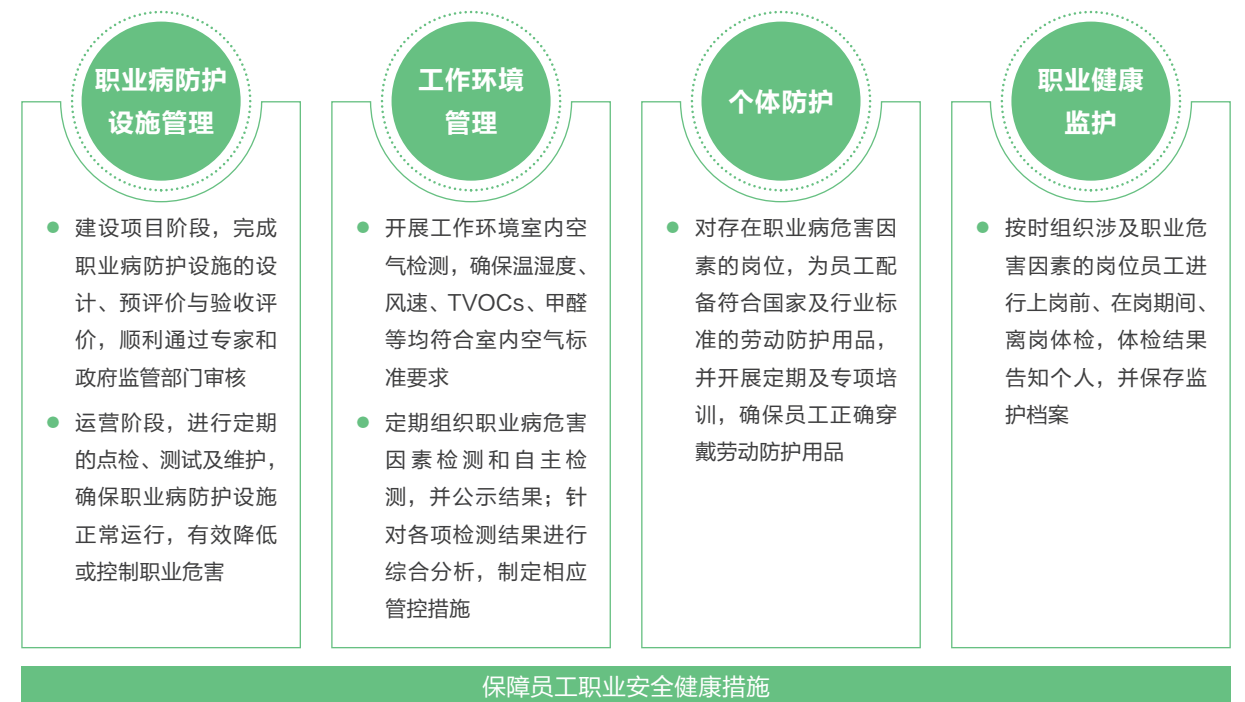 职业病防护
设施管理
建设项目阶段，完成
职业病防护设施的设
计、预评价与验收评
价，顺利通过专家和
政府监管部门审核
运营阶段，进行定期
的点检、测试及维护，
确保职业病防护设施
正常运行，有效降低
或控制职业危害
工作环境
管理
开展工作环境室内空
气检测，确保温湿度、
风速、TVOCs、甲醛
等均符合室内空气标
准要求
定期组织职业病危害
因素检测和自主检
测，并公示结果；针
对各项检测结果进行
综合分析，制定相应
管控措施
个体防护
对存在职业病危害因
素的岗位，为员工配
备符合国家及行业标
准的劳动防护用品，
并开展定期及专项培
训，确保员工正确穿
戴劳动防护用品
职业健康
监护
按时组织涉及职业危
害因素的岗位员工进
行上岗前、在岗期间、
离岗体检，体检结果
告知个人，并保存监
护档案
保障员工职业安全健康措施